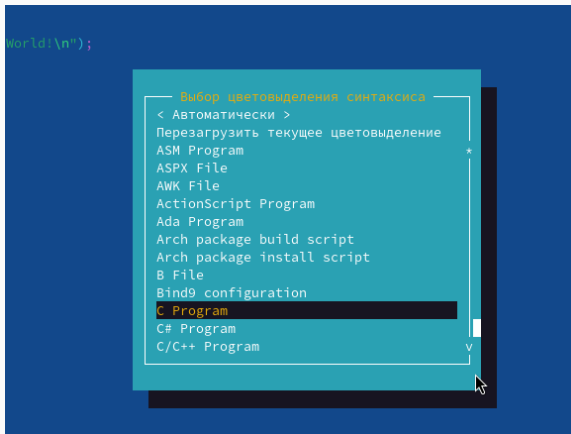 World!\n");
Выбор цветовыделения синтаксиса
< Автоматически >
Перезагрузить текущее цветовыделение
ASM Program
*
ASPX File
AWK File
ActionScript Program
Ada Program
Arch package build script
Arch package install script
B File
Bind9 configuration
C Program
C# Program
C/C++ Program
v